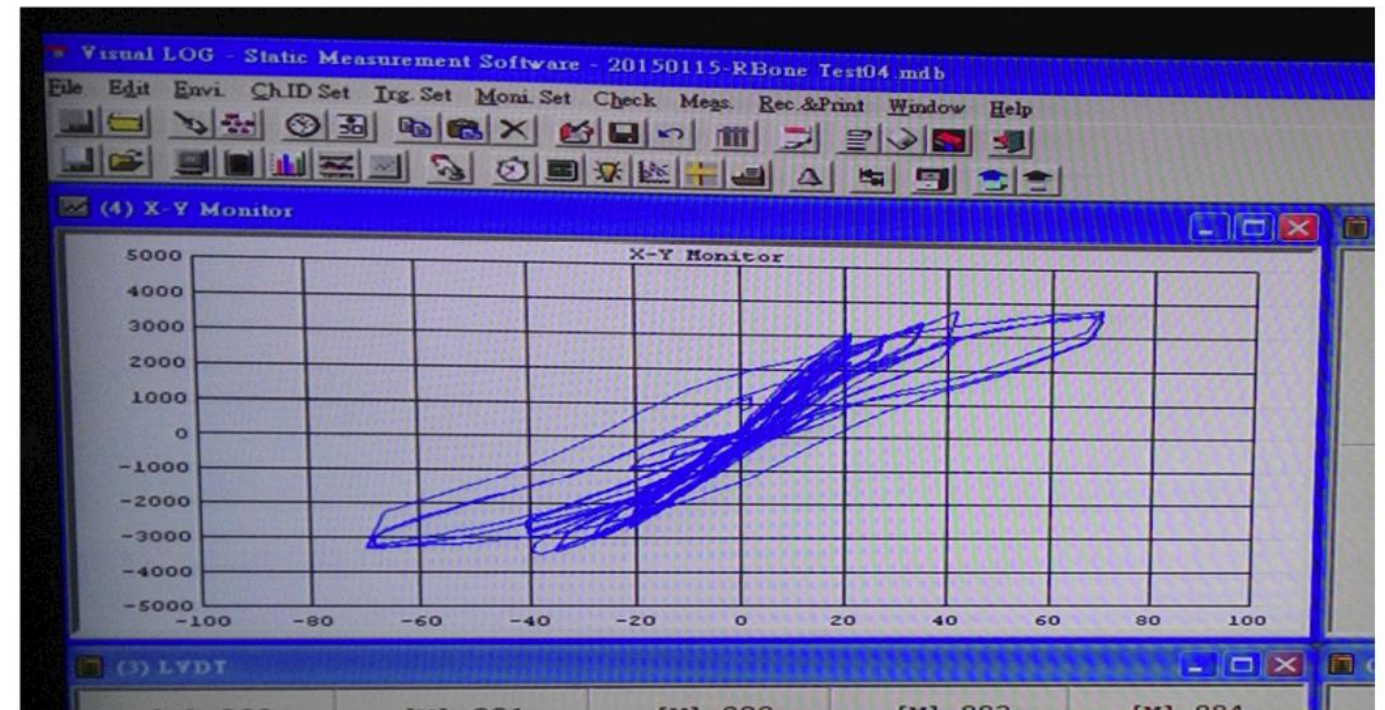 Visual LOG - Static Measurement Software - 20150115-RBone Test04.mdb
File Edit Envi. Ch.ID Set Trg. Set Moni. Set Check Meas. Rec.&Print Window Help
(4) X-Y Monitor
X-Y Monitor
5000
4000
3000
2000
1000
0
-1000
-2000
-3000
-4000
-5000
-100 -80 -60 -40 -20 0 20 40 60 80 100
(3) LVDT